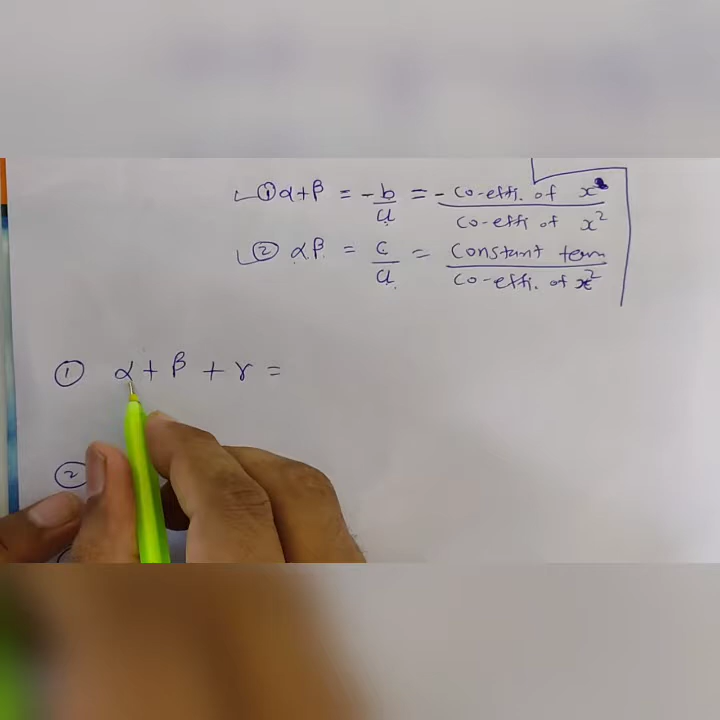 ① α+β = -b/a = - co-effi. of x / co-effi of x²
② αβ = c/a = Constant term / co-effi. of x²
① α + β + γ =
②